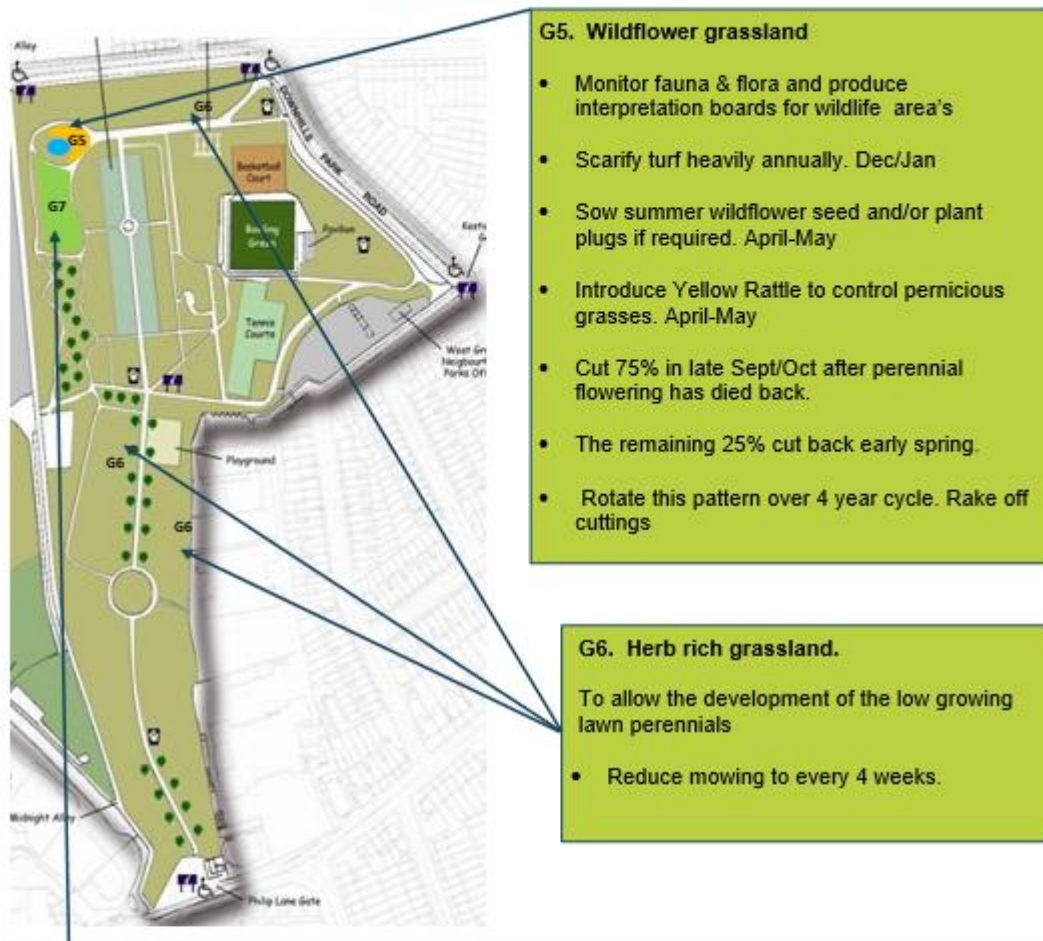 Alley
G6
DOWNHILLS PARK ROAD
G5
Basketball
Court
G7
Bowling
Green
Pavilion
Tennis
Courts
Playground
G6
G6
Midnight Alley
Philip Lane Gate
G5. Wildflower grassland
• Monitor fauna & flora and produce
interpretation boards for wildlife area's
• Scarify turf heavily annually. Dec/Jan
• Sow summer wildflower seed and/or plant
plugs if required. April-May
• Introduce Yellow Rattle to control pernicious
grasses. April-May
• Cut 75% in late Sept/Oct after perennial
flowering has died back.
• The remaining 25% cut back early spring.
• Rotate this pattern over 4 year cycle. Rake off
cuttings
G6. Herb rich grassland.
To allow the development of the low growing
lawn perennials
• Reduce mowing to every 4 weeks.